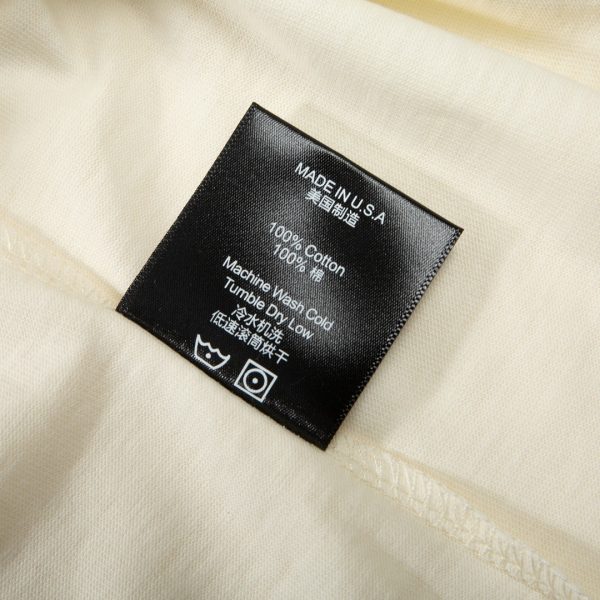 MADE IN U.S.A
美国制造
100% Cotton
100% 棉
Machine Wash Cold
Tumble Dry Low
冷水机洗
低速滚筒烘干